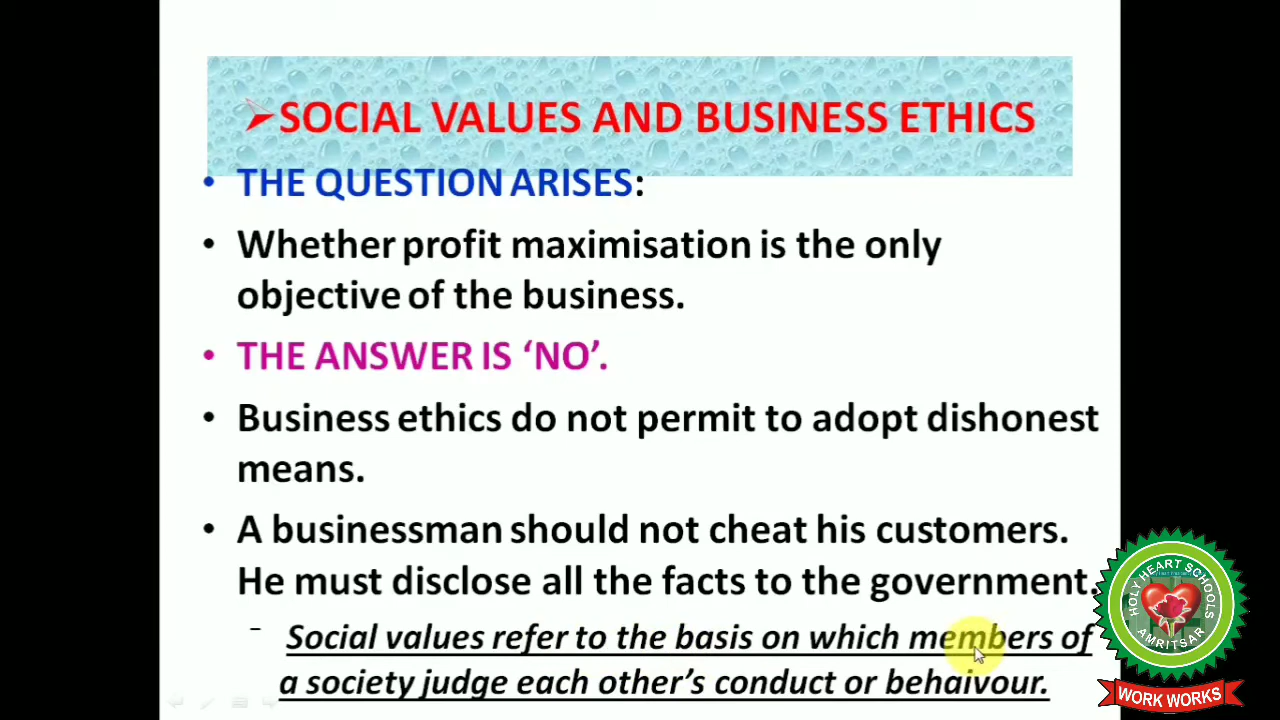 ➢SOCIAL VALUES AND BUSINESS ETHICS
• THE QUESTION ARISES:
• Whether profit maximisation is the only
objective of the business.
• THE ANSWER IS ‘NO’.
• Business ethics do not permit to adopt dishonest
means.
• A businessman should not cheat his customers.
He must disclose all the facts to the government.
– Social values refer to the basis on which members of
a society judge each other’s conduct or behaivour.
HOLY HEART SCHOOLS
AMRITSAR
WORK WORKS